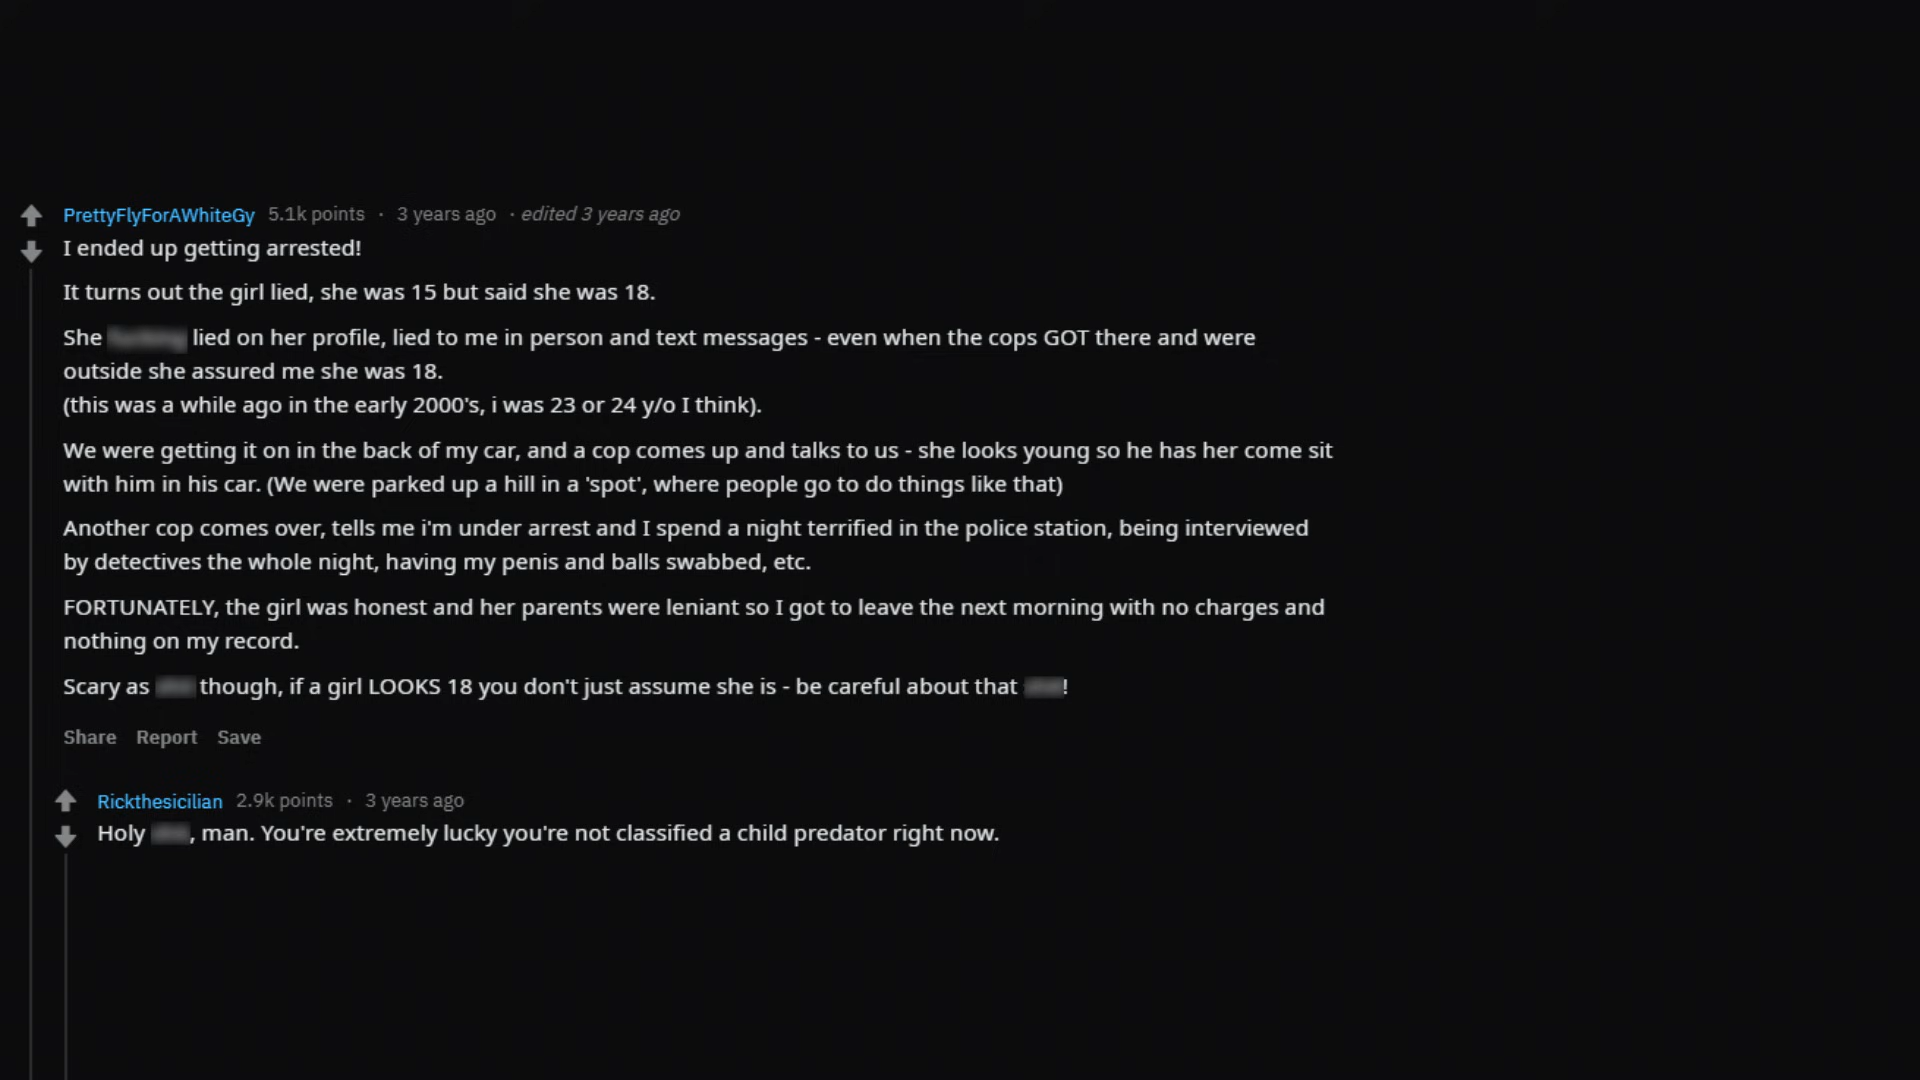 PrettyFlyForAWhiteGy 5.1k points · 3 years ago · edited 3 years ago
I ended up getting arrested!
It turns out the girl lied, she was 15 but said she was 18.
She lied on her profile, lied to me in person and text messages - even when the cops GOT there and were
outside she assured me she was 18.
(this was a while ago in the early 2000's, i was 23 or 24 y/o I think).
We were getting it on in the back of my car, and a cop comes up and talks to us - she looks young so he has her come sit
with him in his car. (We were parked up a hill in a 'spot', where people go to do things like that)
Another cop comes over, tells me i'm under arrest and I spend a night terrified in the police station, being interviewed
by detectives the whole night, having my penis and balls swabbed, etc.
FORTUNATELY, the girl was honest and her parents were leniant so I got to leave the next morning with no charges and
nothing on my record.
Scary as though, if a girl LOOKS 18 you don't just assume she is - be careful about that !
Share Report Save
Rickthesicilian 2.9k points · 3 years ago
Holy , man. You're extremely lucky you're not classified a child predator right now.